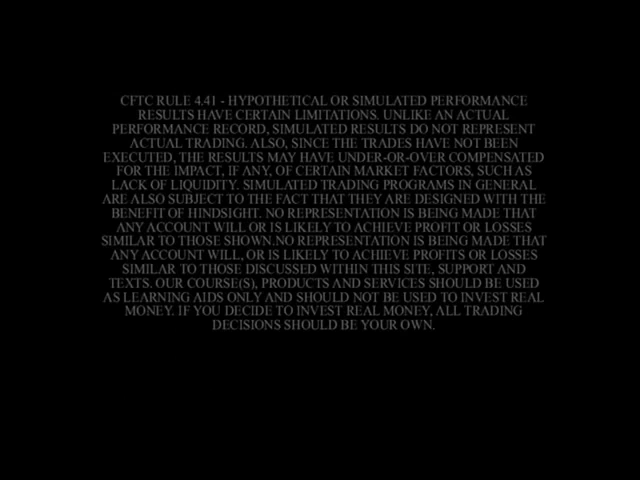 CFTC RULE 4.41 - HYPOTHETICAL OR SIMULATED PERFORMANCE
RESULTS HAVE CERTAIN LIMITATIONS. UNLIKE AN ACTUAL
PERFORMANCE RECORD, SIMULATED RESULTS DO NOT REPRESENT
ACTUAL TRADING. ALSO, SINCE THE TRADES HAVE NOT BEEN
EXECUTED, THE RESULTS MAY HAVE UNDER-OR-OVER COMPENSATED
FOR THE IMPACT, IF ANY, OF CERTAIN MARKET FACTORS, SUCH AS
LACK OF LIQUIDITY. SIMULATED TRADING PROGRAMS IN GENERAL
ARE ALSO SUBJECT TO THE FACT THAT THEY ARE DESIGNED WITH THE
BENEFIT OF HINDSIGHT. NO REPRESENTATION IS BEING MADE THAT
ANY ACCOUNT WILL OR IS LIKELY TO ACHIEVE PROFIT OR LOSSES
SIMILAR TO THOSE SHOWN.NO REPRESENTATION IS BEING MADE THAT
ANY ACCOUNT WILL, OR IS LIKELY TO ACHIEVE PROFITS OR LOSSES
SIMILAR TO THOSE DISCUSSED WITHIN THIS SITE, SUPPORT AND
TEXTS. OUR COURSE(S), PRODUCTS AND SERVICES SHOULD BE USED
AS LEARNING AIDS ONLY AND SHOULD NOT BE USED TO INVEST REAL
MONEY. IF YOU DECIDE TO INVEST REAL MONEY, ALL TRADING
DECISIONS SHOULD BE YOUR OWN.